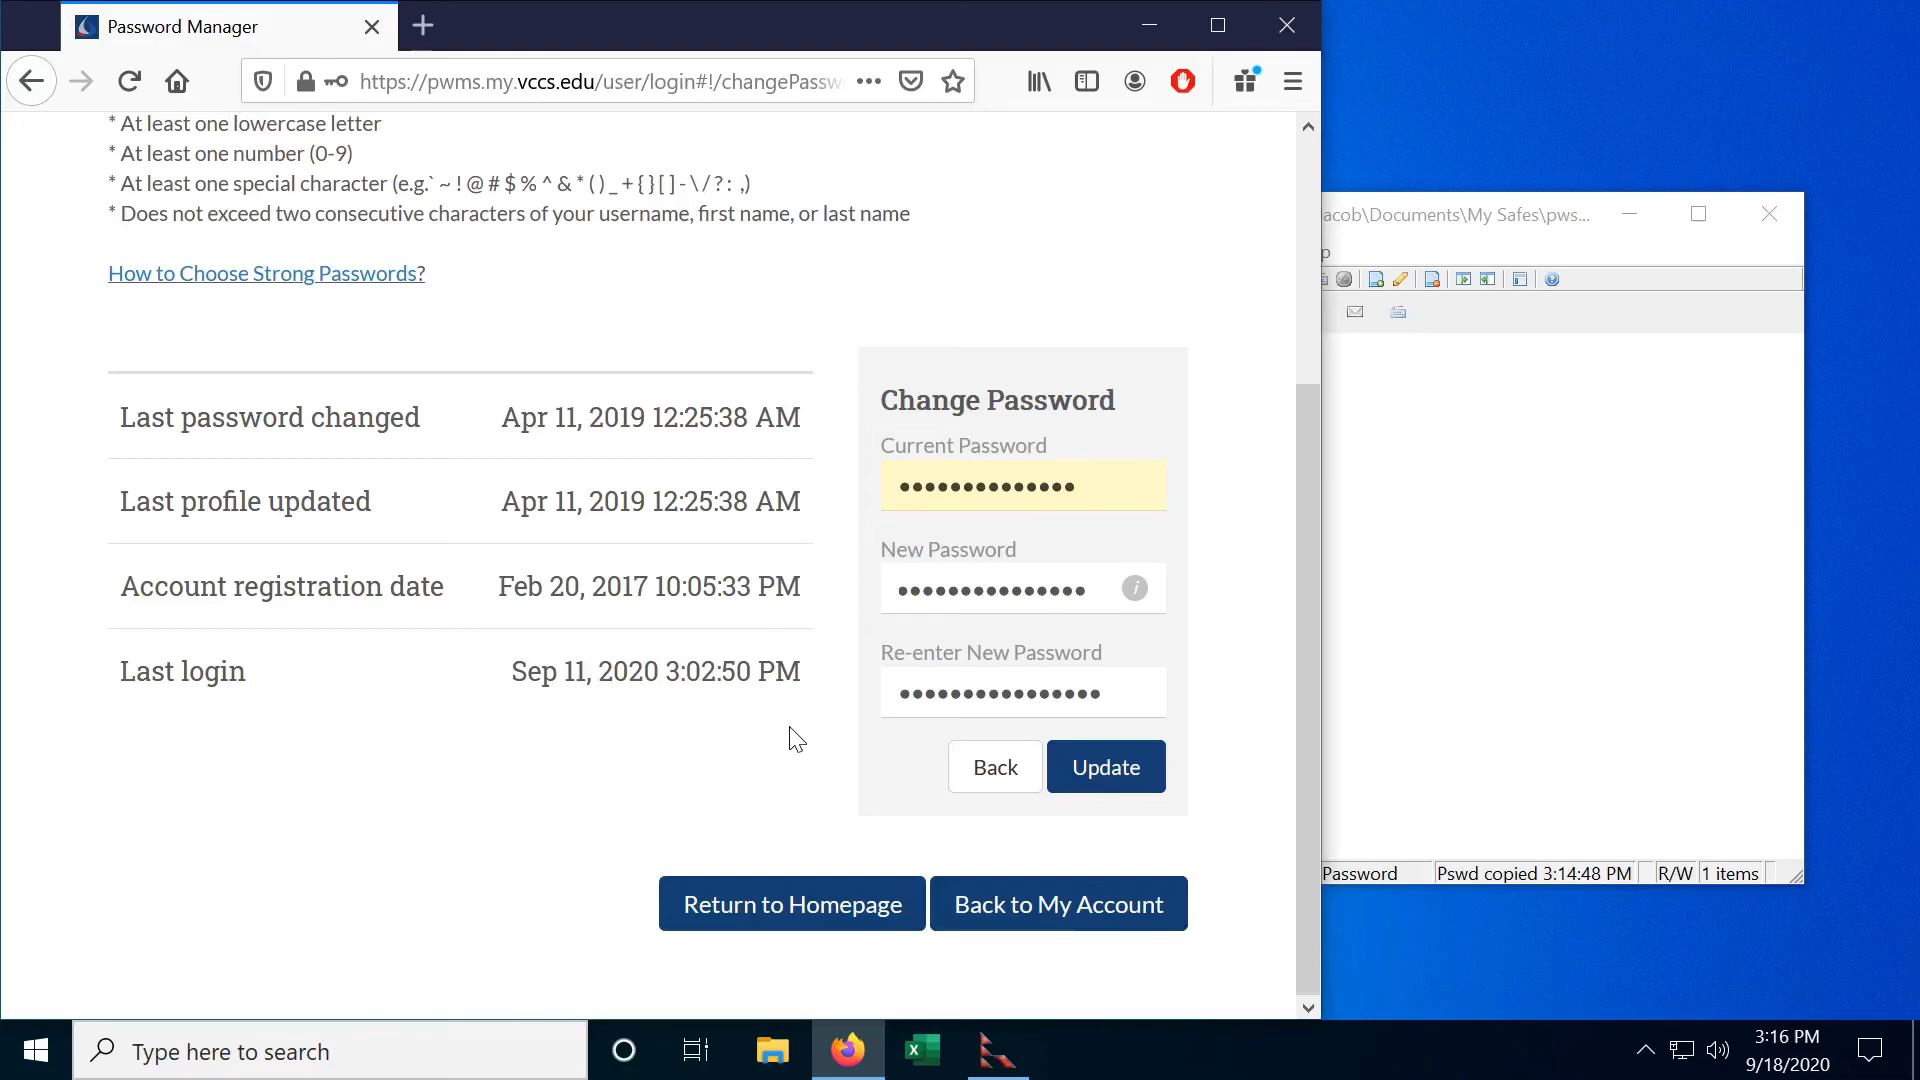 Password Manager
https://pwms.my.vccs.edu/user/login#!/changePassw
* At least one lowercase letter
* At least one number (0-9)
* At least one special character (e.g.` ~ ! @ # $ % ^ & * ( ) _ + { } [ ] - \ / ? : ,)
* Does not exceed two consecutive characters of your username, first name, or last name
How to Choose Strong Passwords?
Last password changed Apr 11, 2019 12:25:38 AM
Last profile updated Apr 11, 2019 12:25:38 AM
Account registration date Feb 20, 2017 10:05:33 PM
Last login Sep 11, 2020 3:02:50 PM
Change Password
Current Password
New Password
Re-enter New Password
Back Update
Return to Homepage Back to My Account
acob\Documents\My Safes\pws...
p
Password Pswd copied 3:14:48 PM R/W 1 items
Type here to search
3:16 PM
9/18/2020